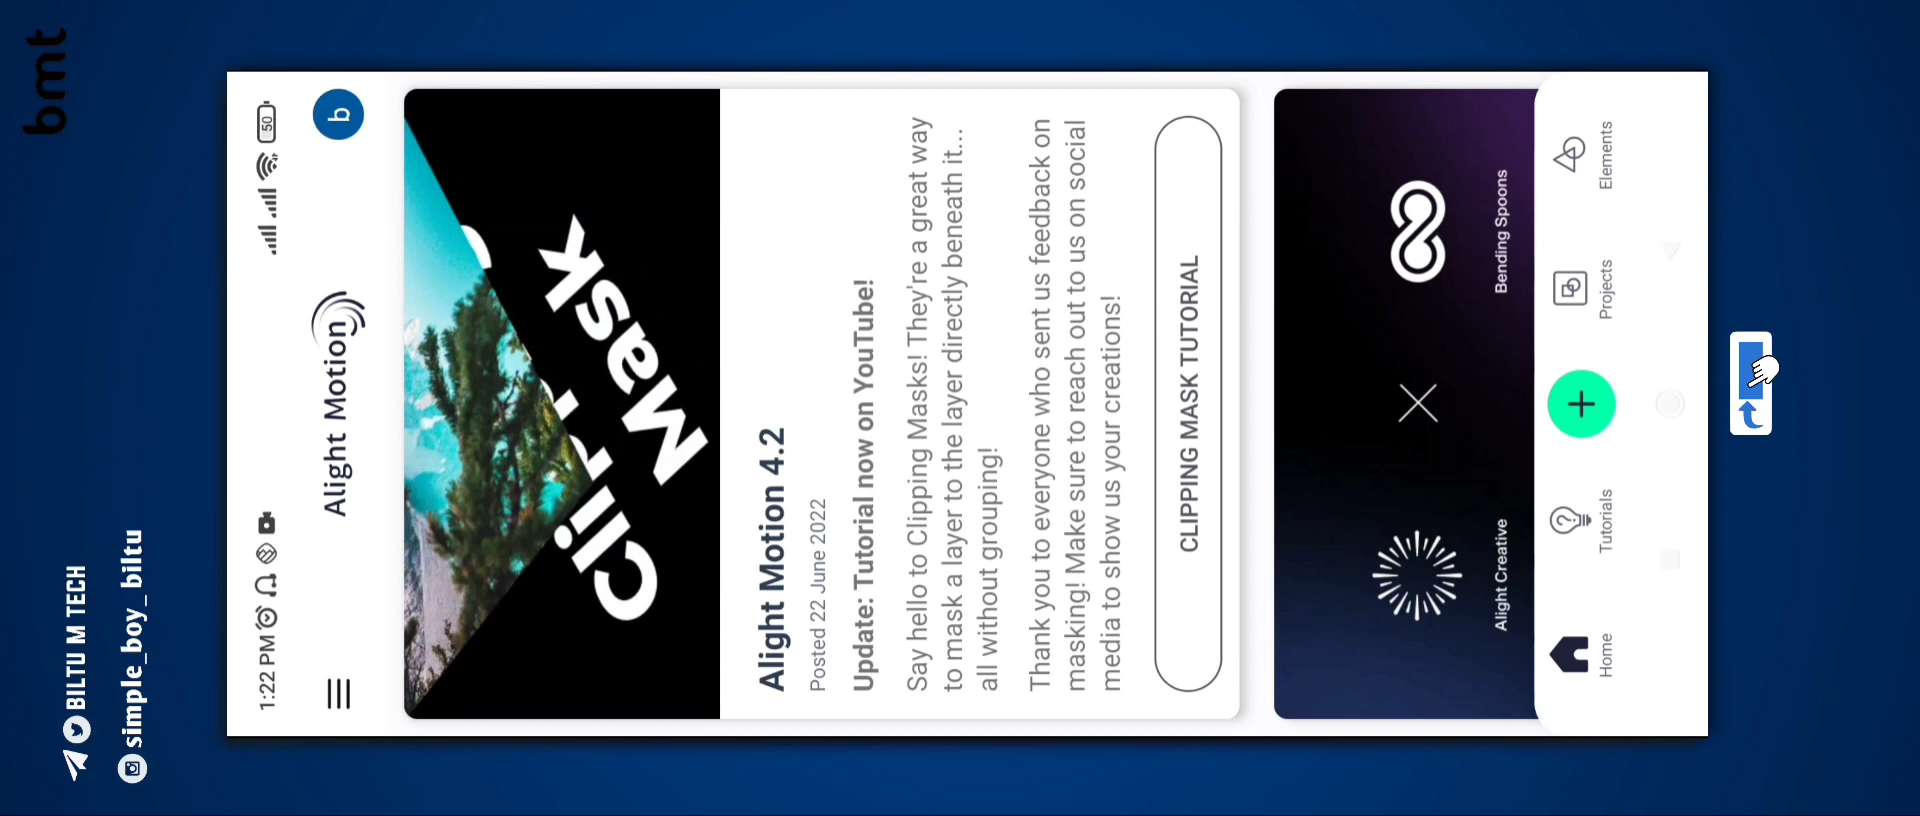 bmt
BILTU M TECH
simple_boy_biltu
1:22 PM
50
Alight Motion
b
Clip
Mask
Alight Motion 4.2
Posted 22 June 2022
Update: Tutorial now on YouTube!
Say hello to Clipping Masks! They're a great way
to mask a layer to the layer directly beneath it...
all without grouping!
Thank you to everyone who sent us feedback on
masking! Make sure to reach out to us on social
media to show us your creations!
CLIPPING MASK TUTORIAL
Alight Creative
Bending Spoons
Home
Tutorials
Projects
Elements